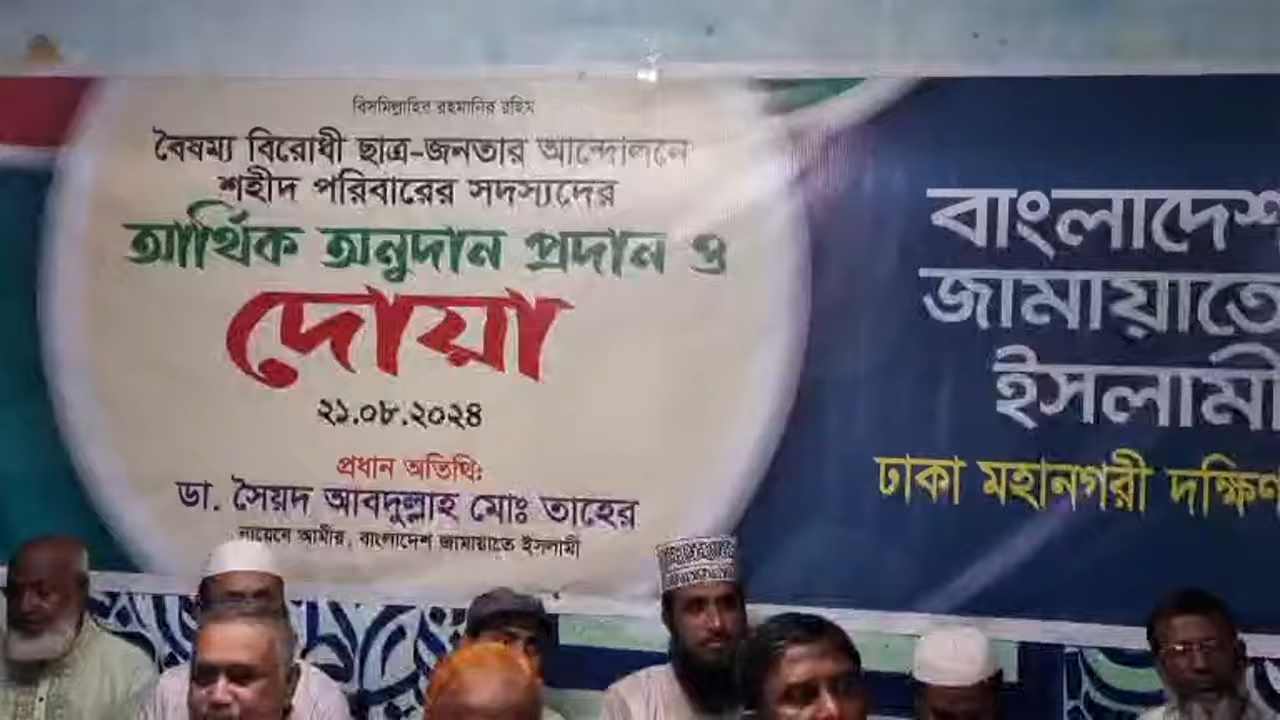 বিসমিল্লাহির রহমানির রহিম
বৈষম্য বিরোধী ছাত্র-জনতার আন্দোলনে
শহীদ পরিবারের সদস্যদের
আর্থিক অনুদান প্রদান ও
দোয়া
২১.০৮.২০২৪
প্রধান অতিথি:
ডা. সৈয়দ আবদুল্লাহ মোঃ তাহের
নায়েবে আমীর, বাংলাদেশ জামায়াতে ইসলামী
বাংলাদেশ
জামায়াতে
ইসলামী
ঢাকা মহানগরী দক্ষিণ